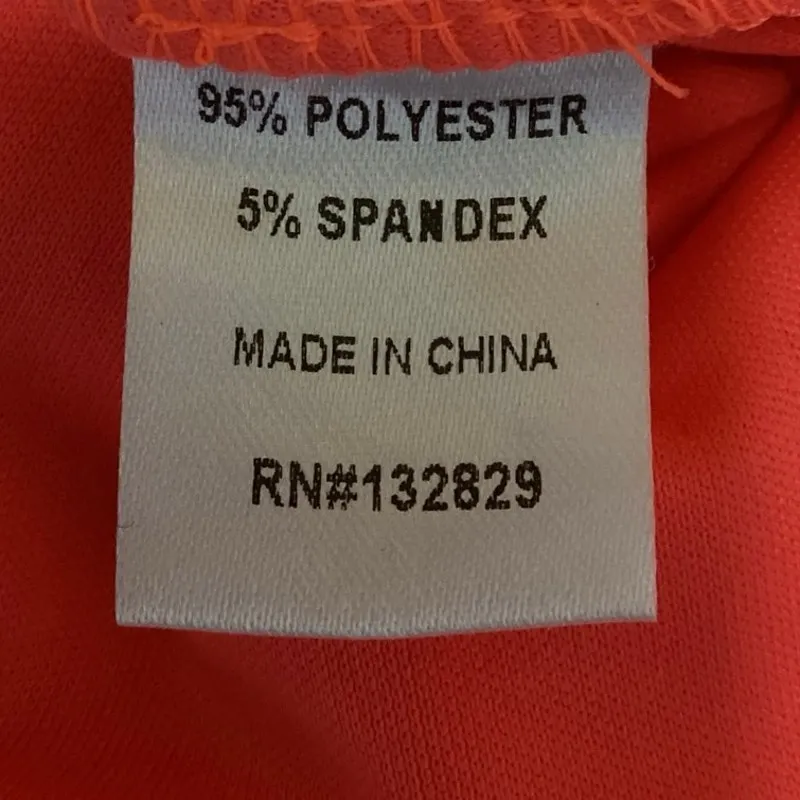 95% POLYESTER
5% SPANDEX
MADE IN CHINA
RN#132829